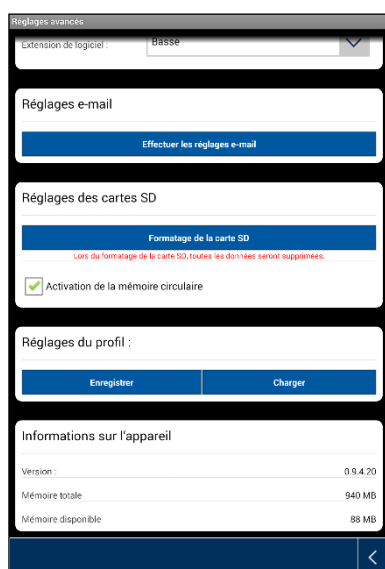 Réglages avancés
Extension de logiciel : Basse
Réglages e-mail
Effectuer les réglages e-mail
Réglages des cartes SD
Formatage de la carte SD
Lors du formatage de la carte SD, toutes les données seront supprimées.
Activation de la mémoire circulaire
Réglages du profil :
Enregistrer Charger
Informations sur l'appareil
Version : 0.9.4.20
Mémoire totale 940 MB
Mémoire disponible 88 MB